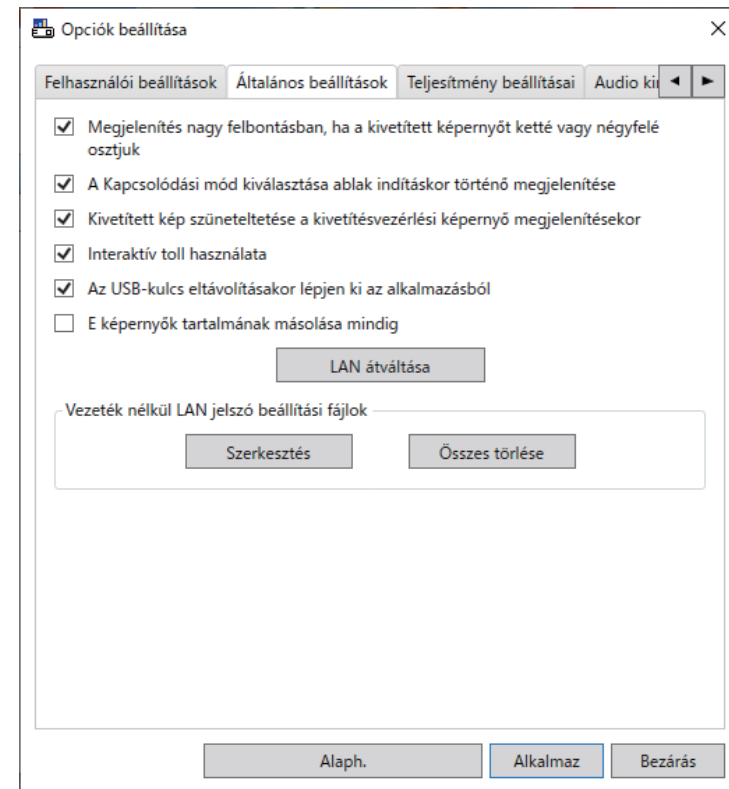 Opciók beállítása
Felhasználói beállítások
Általános beállítások
Teljesítmény beállításai
Audio
Megjelenítés nagy felbontásban, ha a kivetített képernyőt ketté vagy négyfelé
osztjuk
A Kapcsolódási mód kiválasztása ablak indításkor történő megjelenítése
Kivetített kép szüneteltetése a kivetítésvezérlési képernyő megjelenítésekor
Interaktív toll használata
Az USB-kulcs eltávolításakor lépjen ki az alkalmazásból
E képernyők tartalmának másolása mindig
LAN átváltása
Vezeték nélkül LAN jelszó beállítási fájlok
Szerkesztés
Összes törlése
Alaph.
Alkalmaz
Bezárás